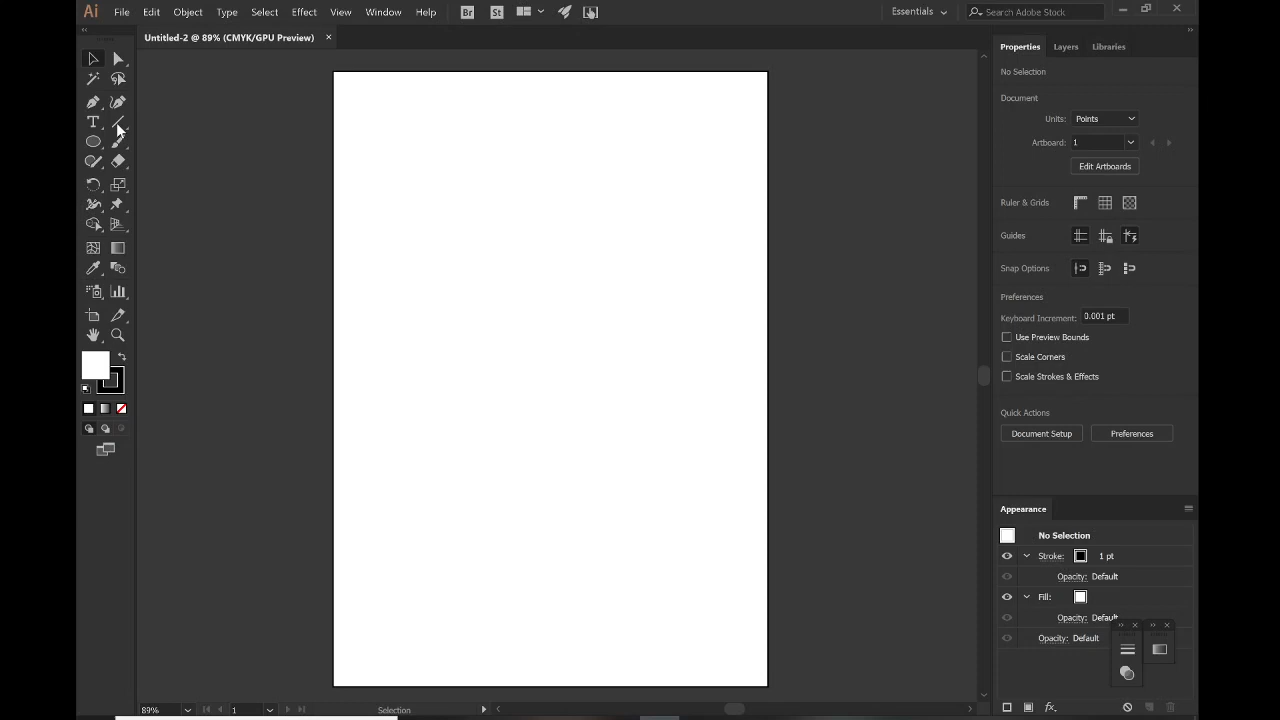 Ai File Edit Object Type Select Effect View Window Help Br St Essentials Search Adobe Stock
Untitled-2 @ 89% (CMYK/GPU Preview) ×
Properties Layers Libraries
No Selection
Document
Units: Points
Artboard: 1
Edit Artboards
Ruler & Grids
Guides
Snap Options
Preferences
Keyboard Increment: 0.001 pt
Use Preview Bounds
Scale Corners
Scale Strokes & Effects
Quick Actions
Document Setup Preferences
Appearance
No Selection
Stroke: 1 pt
Opacity: Default
Fill:
Opacity: Default
Opacity: Default
89% 1 Selection
fx